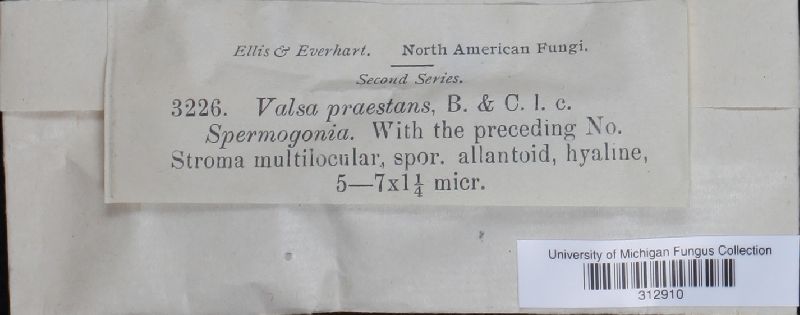 Ellis & Everhart. North American Fungi.
Second Series.
3226. Valsa praestans, B. & C. l. c.
Spermogonia. With the preceding No.
Stroma multilocular, spor. allantoid, hyaline,
5—7x1¼ micr.
University of Michigan Fungus Collection
312910